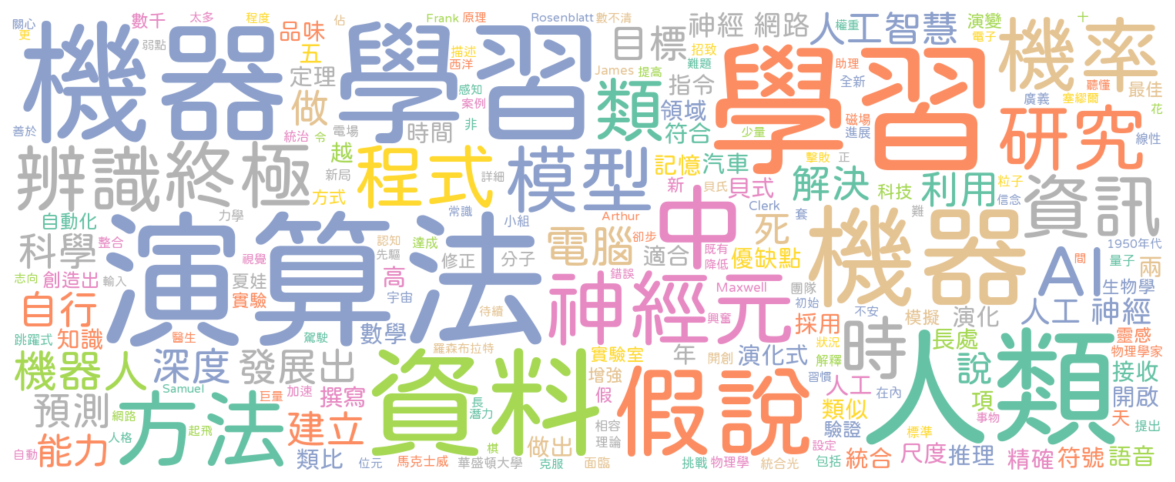 關心
更
數千
太多
弱點
善於
統治
令
機器 學習
程度
佔
Frank
原理
Rosenblatt
數不清
品味
五
描述
西洋
定理
做
電場
新局
感知
案例
時間
非
目標
神經 網路
招致
難題
James
提高
指令
類
領域
符合
少量
權重
人工智慧
助理
全新
磁場
進展
演變
電子
十
聽懂
廣義
塞繆爾
最佳
花
線性
機率
學習
研究
辨識
終極
越
方式
程式
詳細
模型
記憶
汽車
新
貝式
貝氏
擊敗
正
解決
科技
利用
粒子
信念
難
資訊
自動化
力學
常識
小組
Arthur
卻步
中
既有
降低
Clerk
死
套
優缺點
1950年代
量子
間
兩
科學
整合
志向
創造出
輸入
自行
知識
跳躍式
夏娃
實驗
視覺
演算法
認知
先驅
達成
修正
高
宇宙
數學
分子
待續
電腦
適合
錯誤
Maxwell
神經元
興奮
團隊
初始
機器
AI
生物學
人工 神經
採用
不安
模擬
演化
狀況
解釋
習慣
靈感
物理學家
長處
接收
說
項
開啟
天
提出
事物
醫生
駕駛
機器人
深度
發展出
羅森布拉特
實驗室
年
開創
演化式
時
人類
Samuel
加速
巨量
撰寫
預測
網路
人格
起飛
方法
建立
資料
長
潛力
增強
假
假說
人工
在內
類似
驗證
標準
自動
能力
類比
位元
馬克士威
華盛頓大學
棋
做出
克服
相容
理論
面臨
挑戰
物理學
統合光
設定
包括
統合
尺度
推理
精確
符號
語音